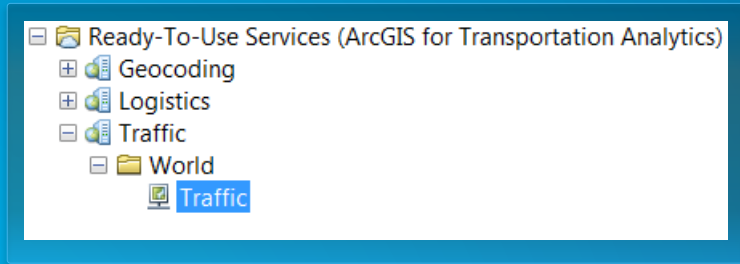 Ready-To-Use Services (ArcGIS for Transportation Analytics)
Geocoding
Logistics
Traffic
World
Traffic